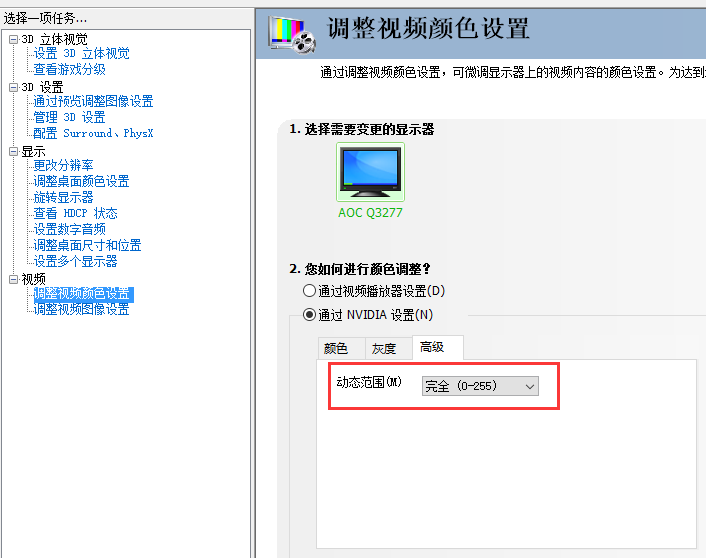 选择一项任务...
3D 立体视觉
设置 3D 立体视觉
查看游戏分级
3D 设置
通过预览调整图像设置
管理 3D 设置
配置 Surround、PhysX
显示
更改分辨率
调整桌面颜色设置
旋转显示器
查看 HDCP 状态
设置数字音频
调整桌面尺寸和位置
设置多个显示器
视频
调整视频颜色设置
调整视频图像设置
调整视频颜色设置
通过调整视频颜色设置，可微调显示器上的视频内容的颜色设置。为达到
1. 选择需要变更的显示器
AOC Q3277
2. 您如何进行颜色调整?
通过视频播放器设置(D)
通过 NVIDIA 设置(N)
颜色 灰度 高级
动态范围(M) 完全 (0-255)